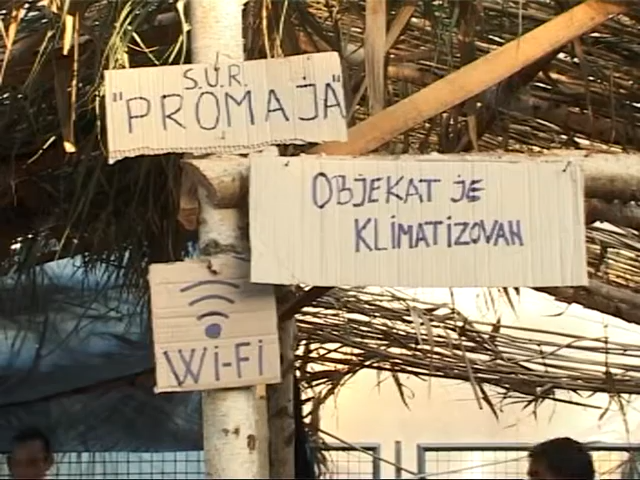 S.U.R.
"PROMAJA"
OBJEKAT JE
KLIMATIZOVAN
Wi-Fi